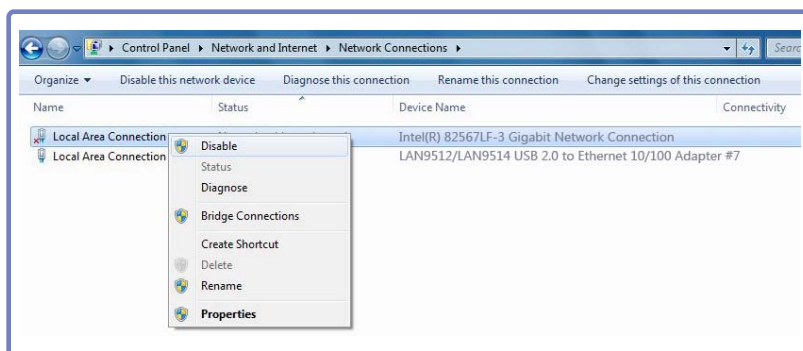 Control Panel ▸ Network and Internet ▸ Network Connections ▸
Organize ▾ Disable this network device Diagnose this connection Rename this connection Change settings of this connection
Name Status Device Name Connectivity
Local Area Connection Intel(R) 82567LF-3 Gigabit Network Connection
Local Area Connection LAN9512/LAN9514 USB 2.0 to Ethernet 10/100 Adapter #7
Disable
Status
Diagnose
Bridge Connections
Create Shortcut
Delete
Rename
Properties